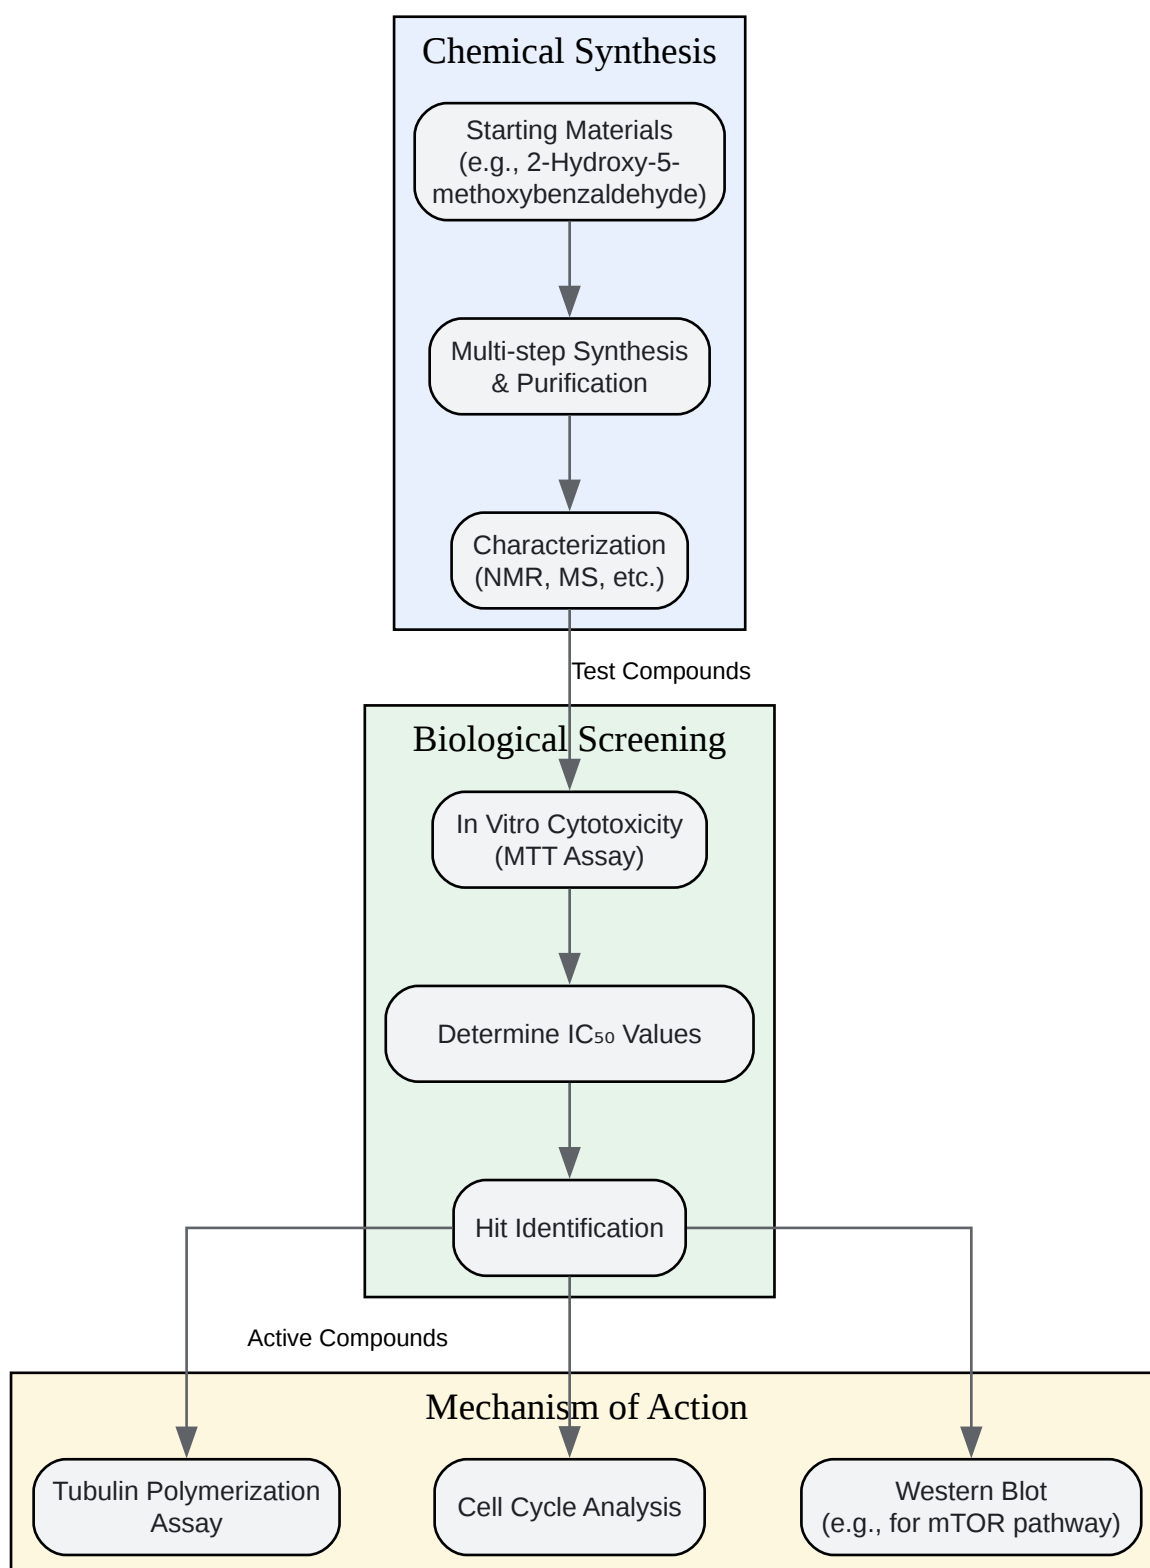 Chemical Synthesis
Starting Materials
(e.g., 2-Hydroxy-5-
methoxybenzaldehyde)
Multi-step Synthesis
& Purification
Characterization
(NMR, MS, etc.)
Test Compounds
Biological Screening
In Vitro Cytotoxicity
(MTT Assay)
Determine IC₅₀ Values
Hit Identification
Active Compounds
Mechanism of Action
Tubulin Polymerization
Assay
Cell Cycle Analysis
Western Blot
(e.g., for mTOR pathway)